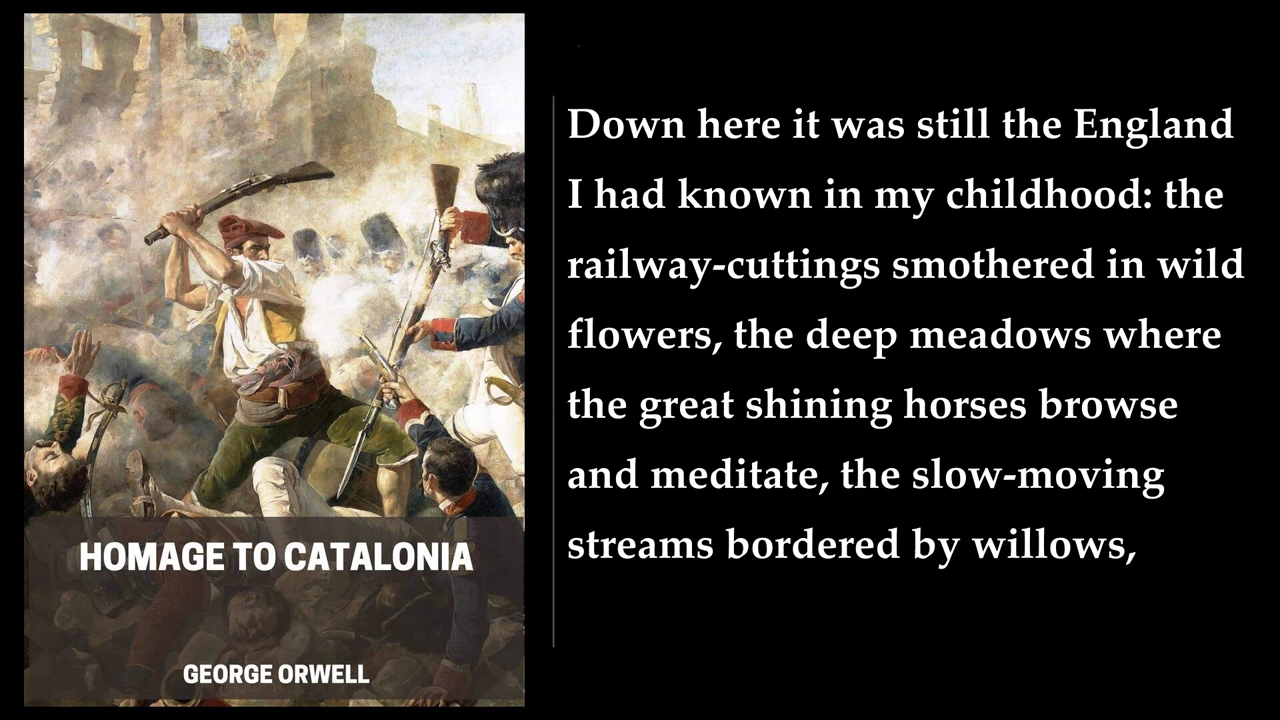 HOMAGE TO CATALONIA
GEORGE ORWELL
Down here it was still the England
I had known in my childhood: the
railway-cuttings smothered in wild
flowers, the deep meadows where
the great shining horses browse
and meditate, the slow-moving
streams bordered by willows,